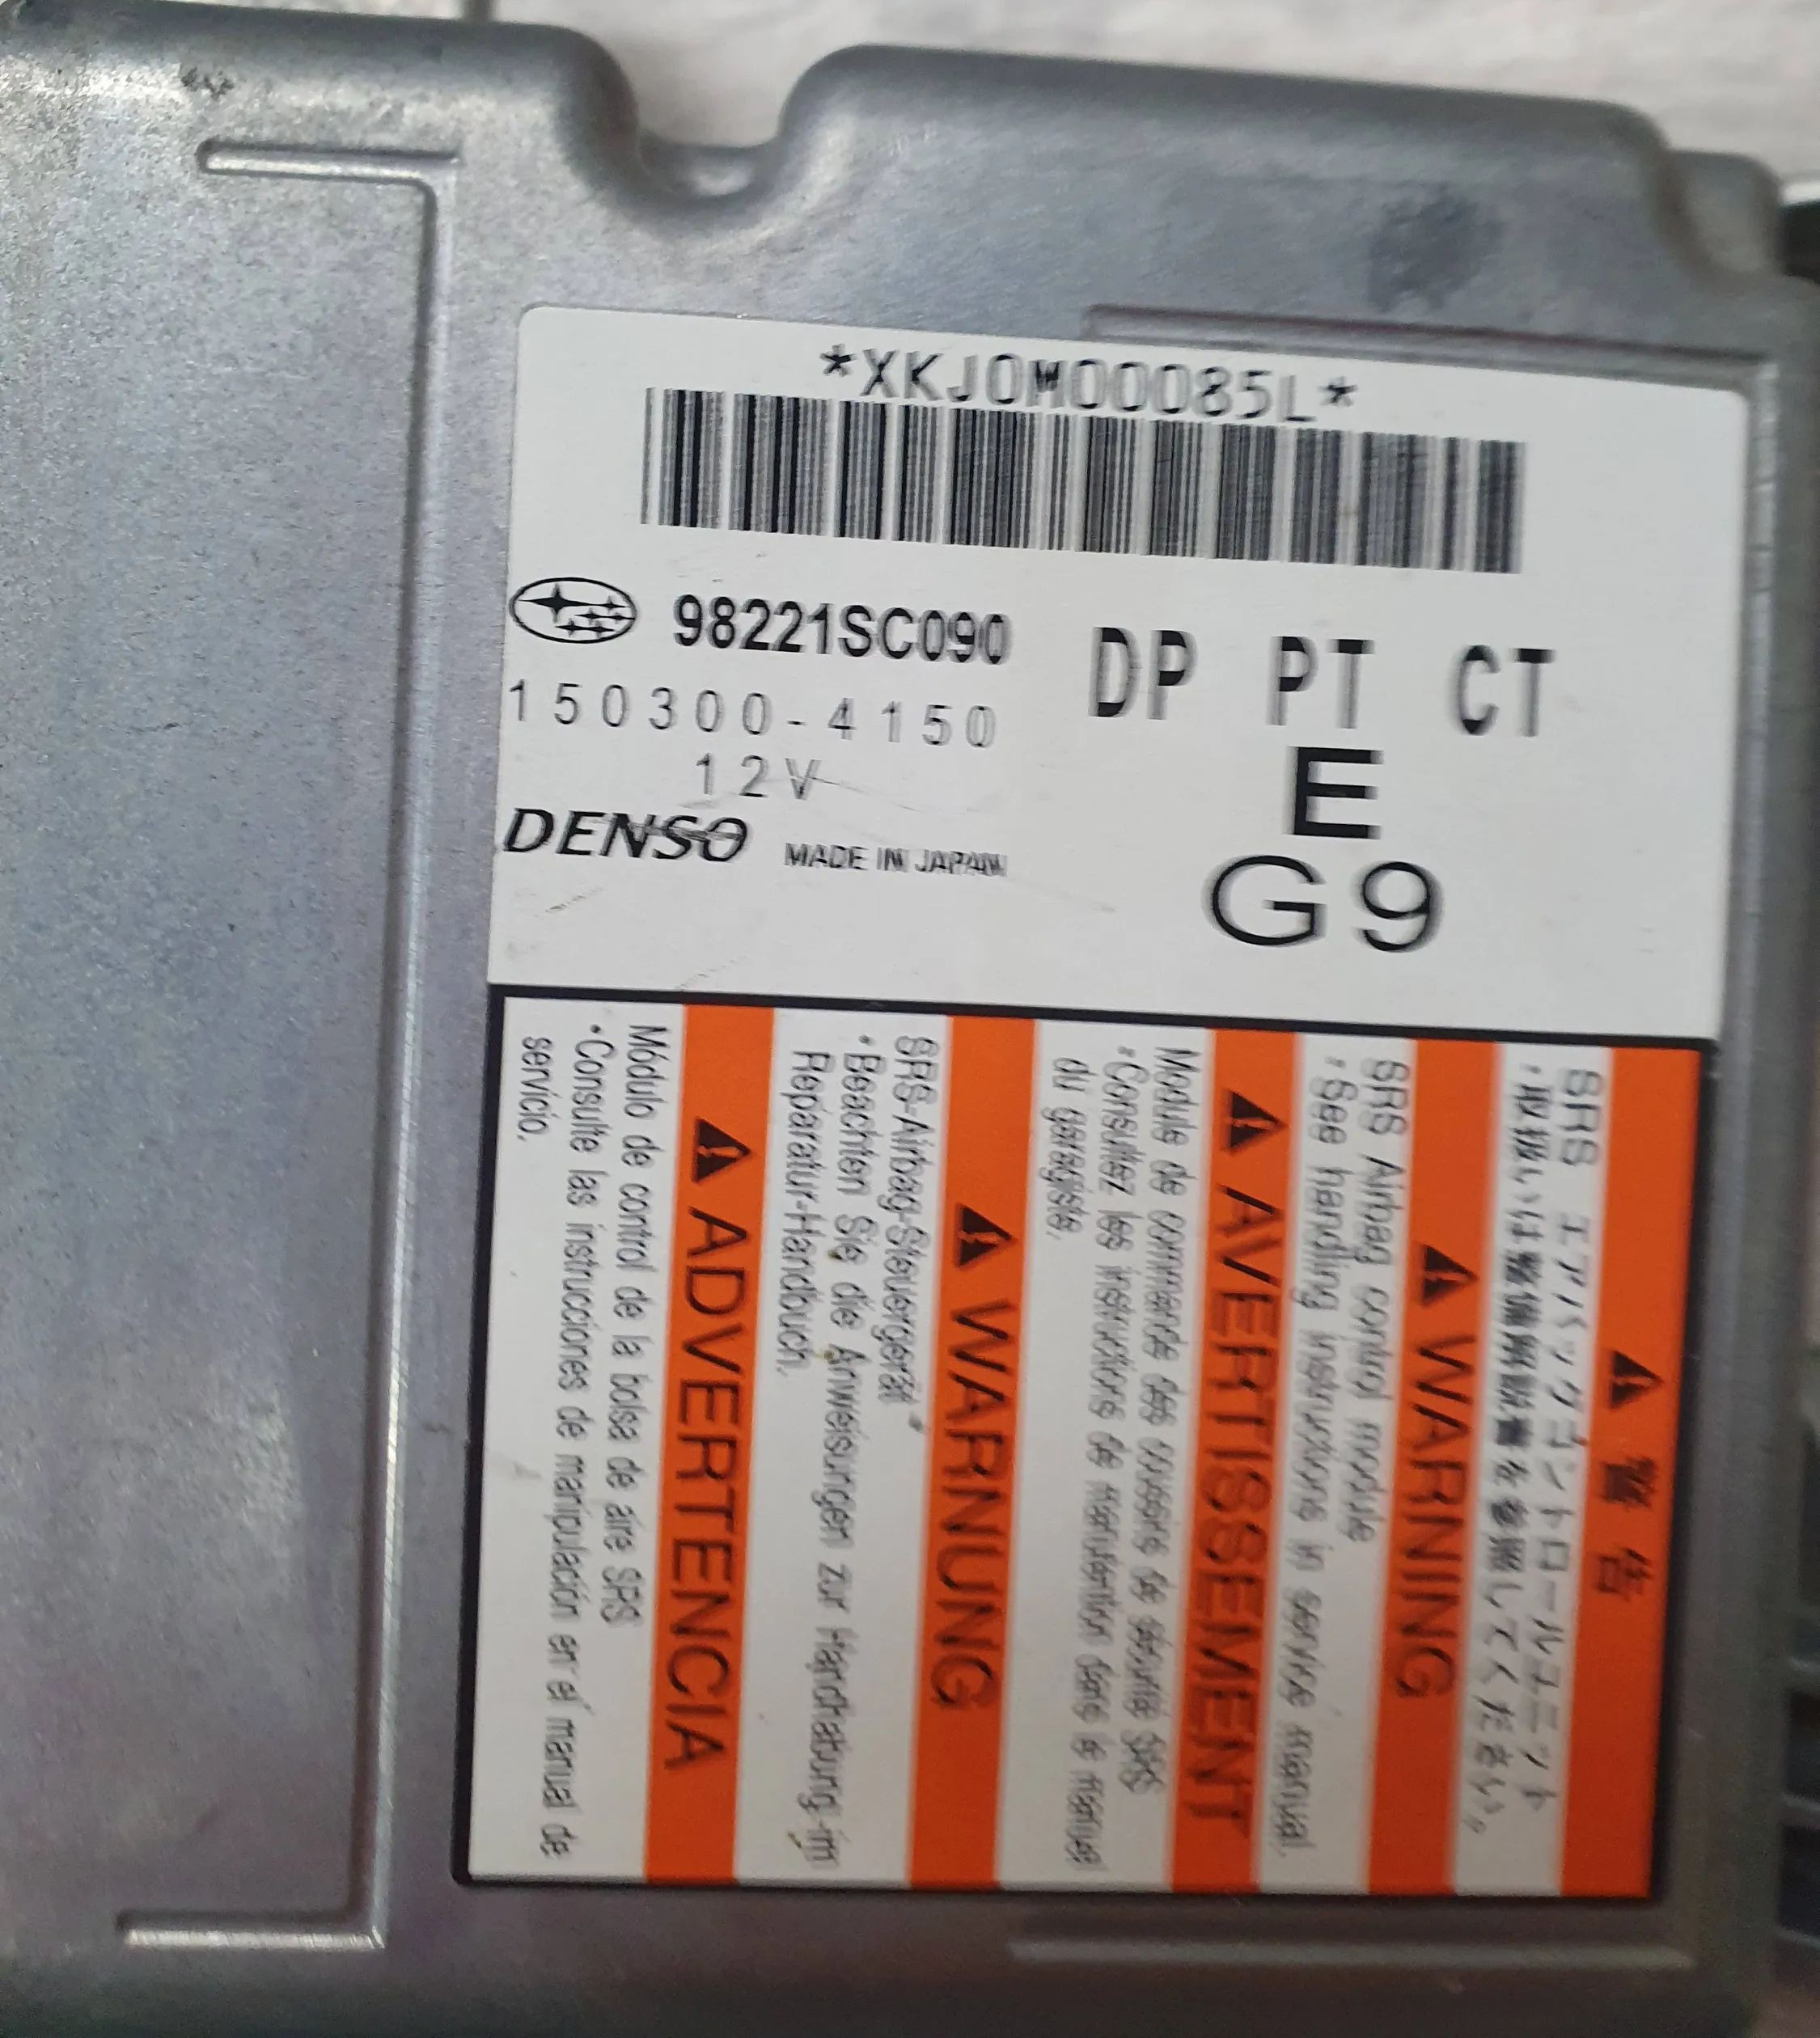 *XKJ0M00085L*
98221SC090
150300-4150
12V
DENSO MADE IN JAPAN
DP PT CT
E
G9
警告
SRS エアバッグコントロールユニット
・取扱いは整備解説書を参照してください。
WARNING
SRS Airbag control module
・See handling instructions in service manual.
AVERTISSEMENT
Module de commande des coussins de sécurité SRS
・Consultez les instructions de manutention dans le manuel
du garagiste.
WARNUNG
SRS-Airbag-Steuergerät
・Beachten Sie die Anweisungen zur Handhabung im
Reparatur-Handbuch.
ADVERTENCIA
Módulo de control de la bolsa de aire SRS
・Consulte las instrucciones de manipulación en el manual de
servicio.